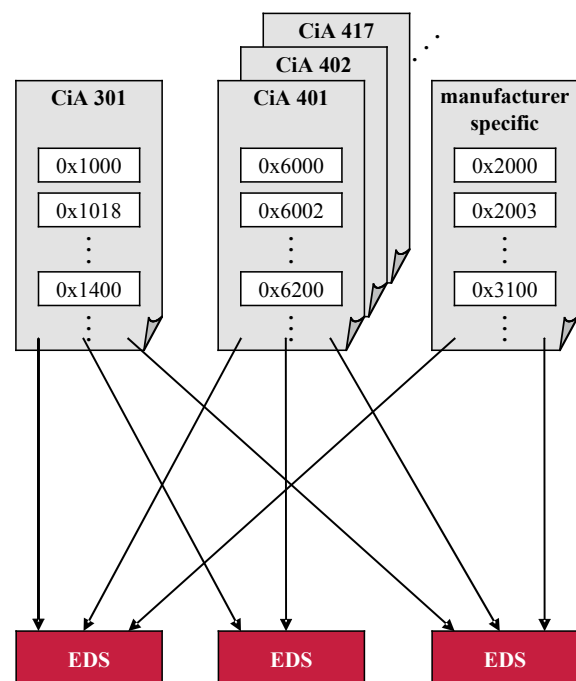 CiA 417
CiA 402
CiA 301
CiA 401
manufacturer
specific
0x1000
0x6000
0x2000
0x1018
0x6002
0x2003
0x1400
0x6200
0x3100
EDS
EDS
EDS